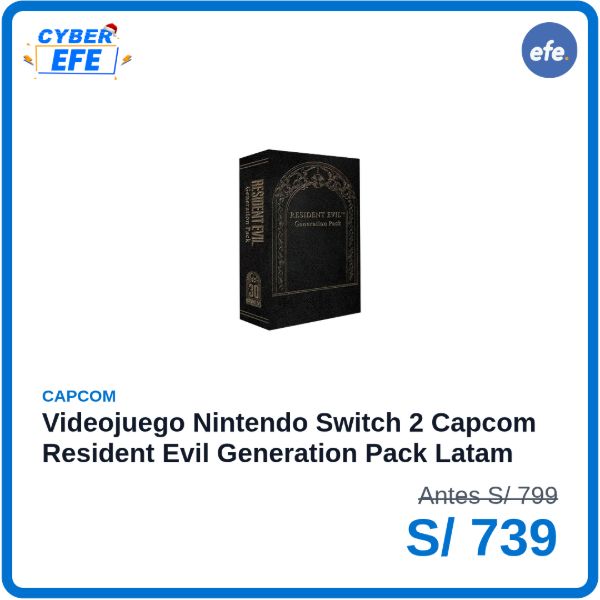 CYBER
EFE
efe.
RESIDENT EVIL
Generation Pack
30
RESIDENT EVIL
Generation Pack
CAPCOM
Videojuego Nintendo Switch 2 Capcom
Resident Evil Generation Pack Latam
Antes S/ 799
S/ 739